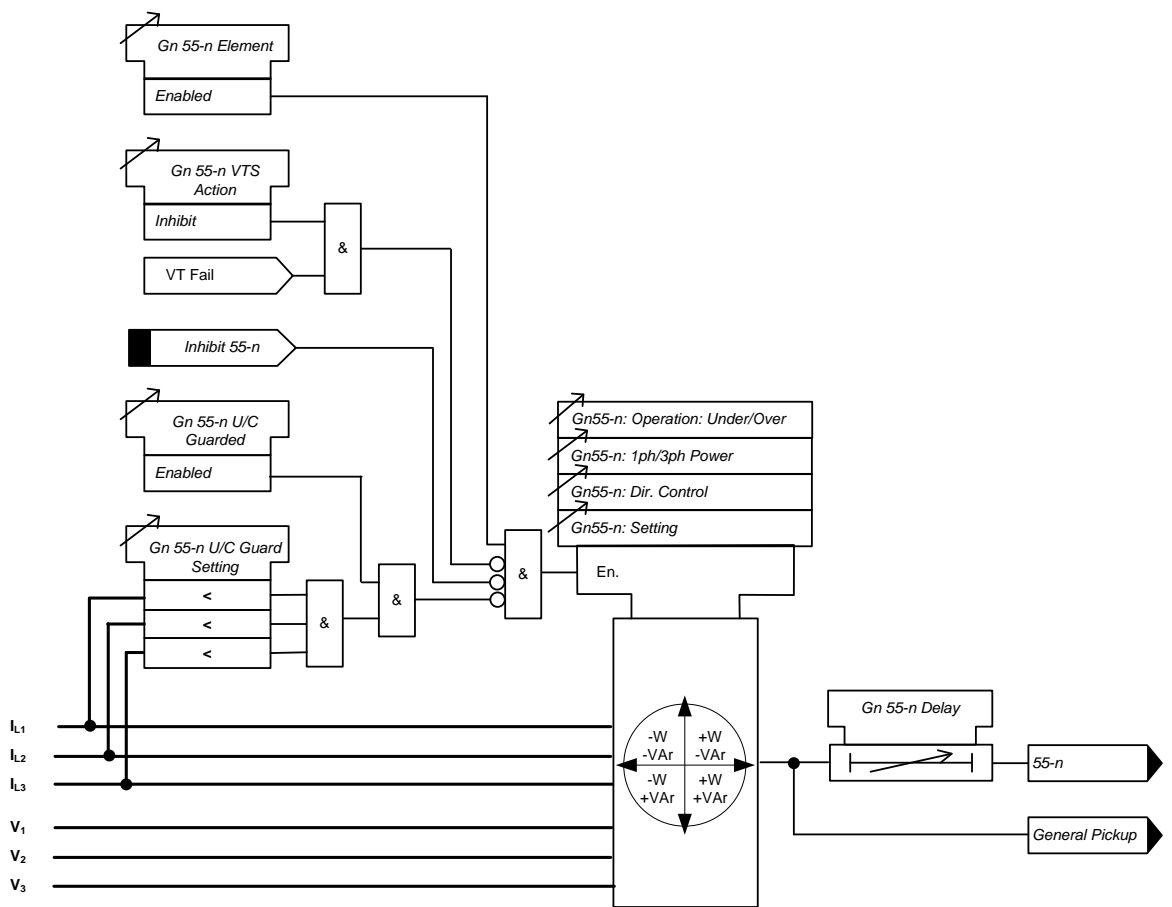 Gn 55-n Element
Enabled
Gn 55-n VTS
Action
Inhibit
&
VT Fail
Inhibit 55-n
Gn 55-n U/C
Guarded
Enabled
Gn55-n: Operation: Under/Over
Gn55-n: 1ph/3ph Power
Gn55-n: Dir. Control
Gn55-n: Setting
Gn 55-n U/C Guard
Setting
<
<
<
&
&
&
En.
Gn 55-n Delay
IL1
IL2
IL3
V1
V2
V3
-W
-VAr
+W
-VAr
-W
+VAr
+W
+VAr
55-n
General Pickup